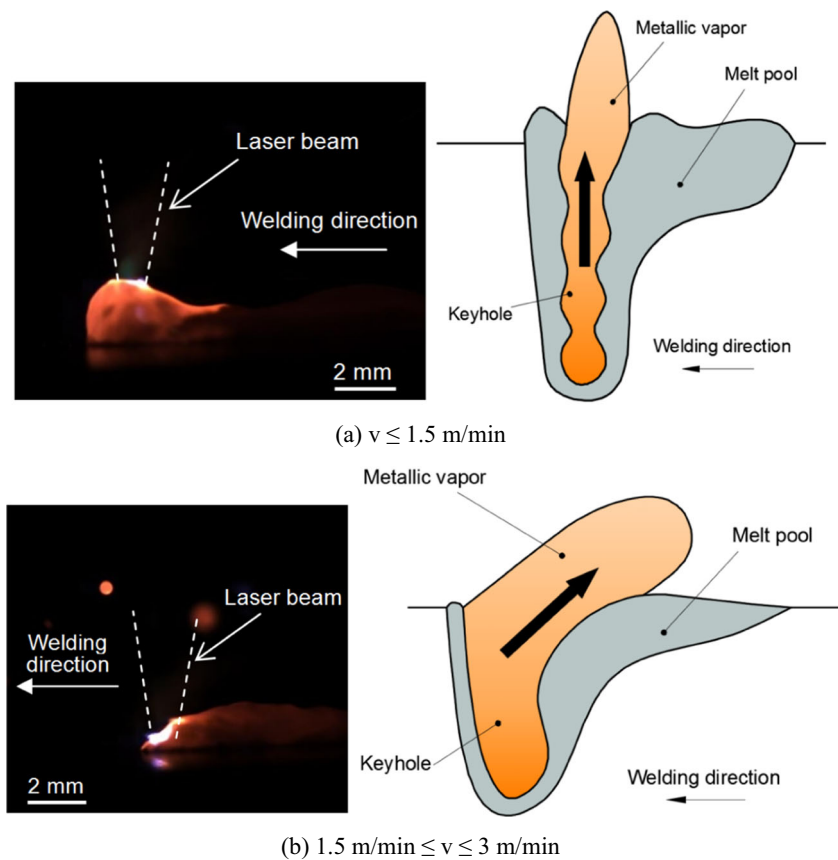 Metallic vapor
Melt pool
Laser beam
Welding direction
Keyhole
Welding direction
2 mm
(a) v ≤ 1.5 m/min
Metallic vapor
Melt pool
Laser beam
Welding
direction
Keyhole
Welding direction
2 mm
(b) 1.5 m/min ≤ v ≤ 3 m/min